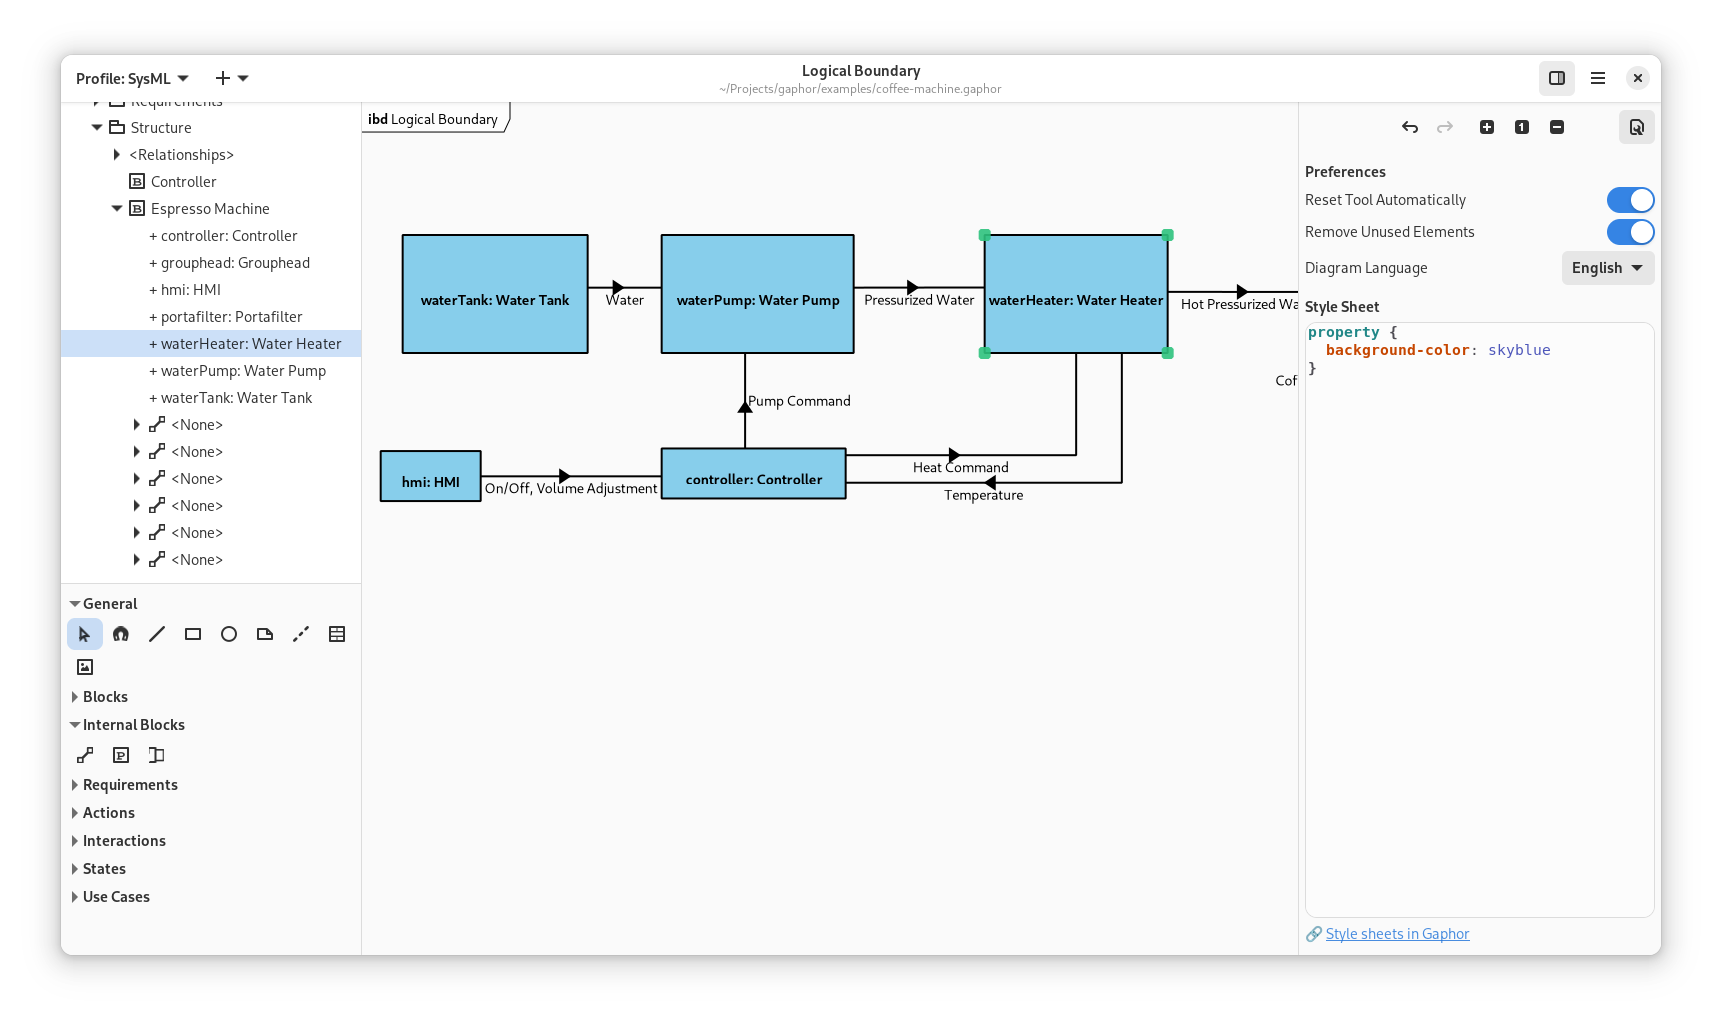 Profile: SysML
Logical Boundary
~/Projects/gaphor/examples/coffee-machine.gaphor
Requirements
Structure
<Relationships>
B Controller
B Espresso Machine
+ controller: Controller
+ grouphead: Grouphead
+ hmi: HMI
+ portafilter: Portafilter
+ waterHeater: Water Heater
+ waterPump: Water Pump
+ waterTank: Water Tank
<None>
<None>
<None>
<None>
<None>
<None>
General
Blocks
Internal Blocks
P
Requirements
Actions
Interactions
States
Use Cases
ibd Logical Boundary
waterTank: Water Tank
Water
waterPump: Water Pump
Pressurized Water
waterHeater: Water Heater
Hot Pressurized Wa
Cof
Pump Command
hmi: HMI
On/Off, Volume Adjustment
controller: Controller
Heat Command
Temperature
1
Preferences
Reset Tool Automatically
Remove Unused Elements
Diagram Language
English
Style Sheet
property {
background-color: skyblue
}
Style sheets in Gaphor